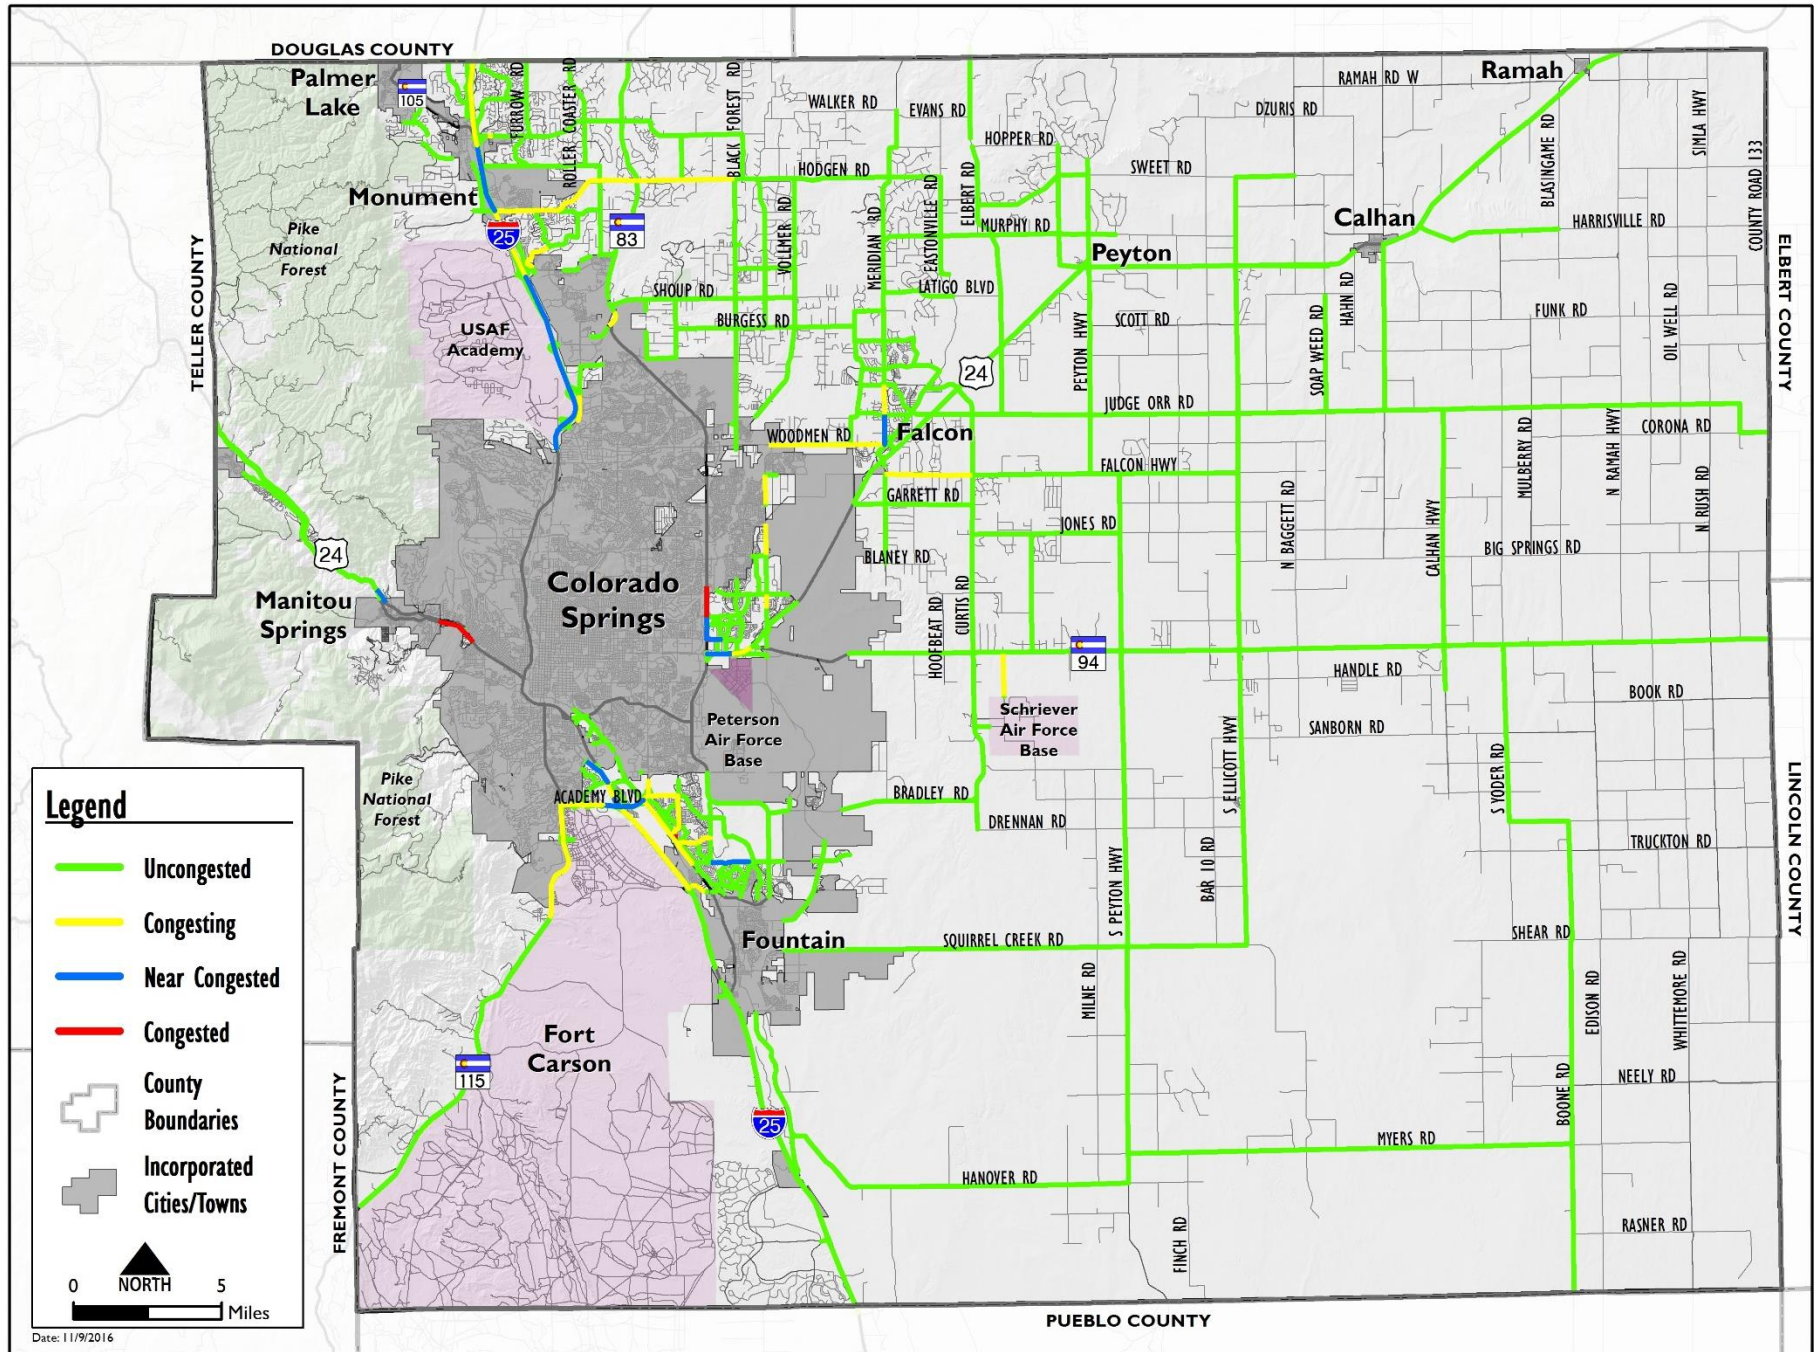 DOUGLAS COUNTY
Palmer
Lake
105
FURROW RD
ROLLER COASTER RD
BLACK FOREST RD
WALKER RD
EVANS RD
HOPPER RD
RAMAH RD W
Ramah
DZURIS RD
SIMLA HWY
BLASINGAME RD
COUNTY ROAD 133
Monument
HODGEN RD
SWEET RD
ELBERT RD
EASTONVILLE RD
MERIDIAN RD
VOLLMER RD
MURPHY RD
Calhan
HARRISVILLE RD
Pike
National
Forest
25
83
Peyton
TELLER COUNTY
ELBERT COUNTY
SHOUP RD
LATIGO BLVD
BURGESS RD
SCOTT RD
HAHN RD
SOAP WEED RD
FUNK RD
OIL WELL RD
USAF
Academy
PEYTON HWY
24
JUDGE ORR RD
WOODMEN RD
Falcon
MULBERRY RD
N RAMAH HWY
CORONA RD
FALCON HWY
GARRETT RD
N BAGGETT RD
N RUSH RD
JONES RD
CALHAN HWY
BIG SPRINGS RD
BLANEY RD
24
Colorado
Springs
Manitou
Springs
HOOFBEAT RD
CURTIS RD
94
HANDLE RD
BOOK RD
Peterson
Air Force
Base
Schriever
Air Force
Base
SANBORN RD
S ELLICOTT HWY
S YODER RD
LINCOLN COUNTY
Pike
National
Forest
ACADEMY BLVD
BRADLEY RD
DRENNAN RD
TRUCKTON RD
BAR 10 RD
S PEYTON HWY
Fountain
SQUIRREL CREEK RD
SHEAR RD
MILNE RD
EDISON RD
WHITTEMORE RD
Fort
Carson
115
BOONE RD
NEELY RD
25
MYERS RD
HANOVER RD
FREMONT COUNTY
FINCH RD
RASNER RD
PUEBLO COUNTY
Legend
Uncongested
Congesting
Near Congested
Congested
County
Boundaries
Incorporated
Cities/Towns
NORTH
0 5
Miles
Date: 11/9/2016